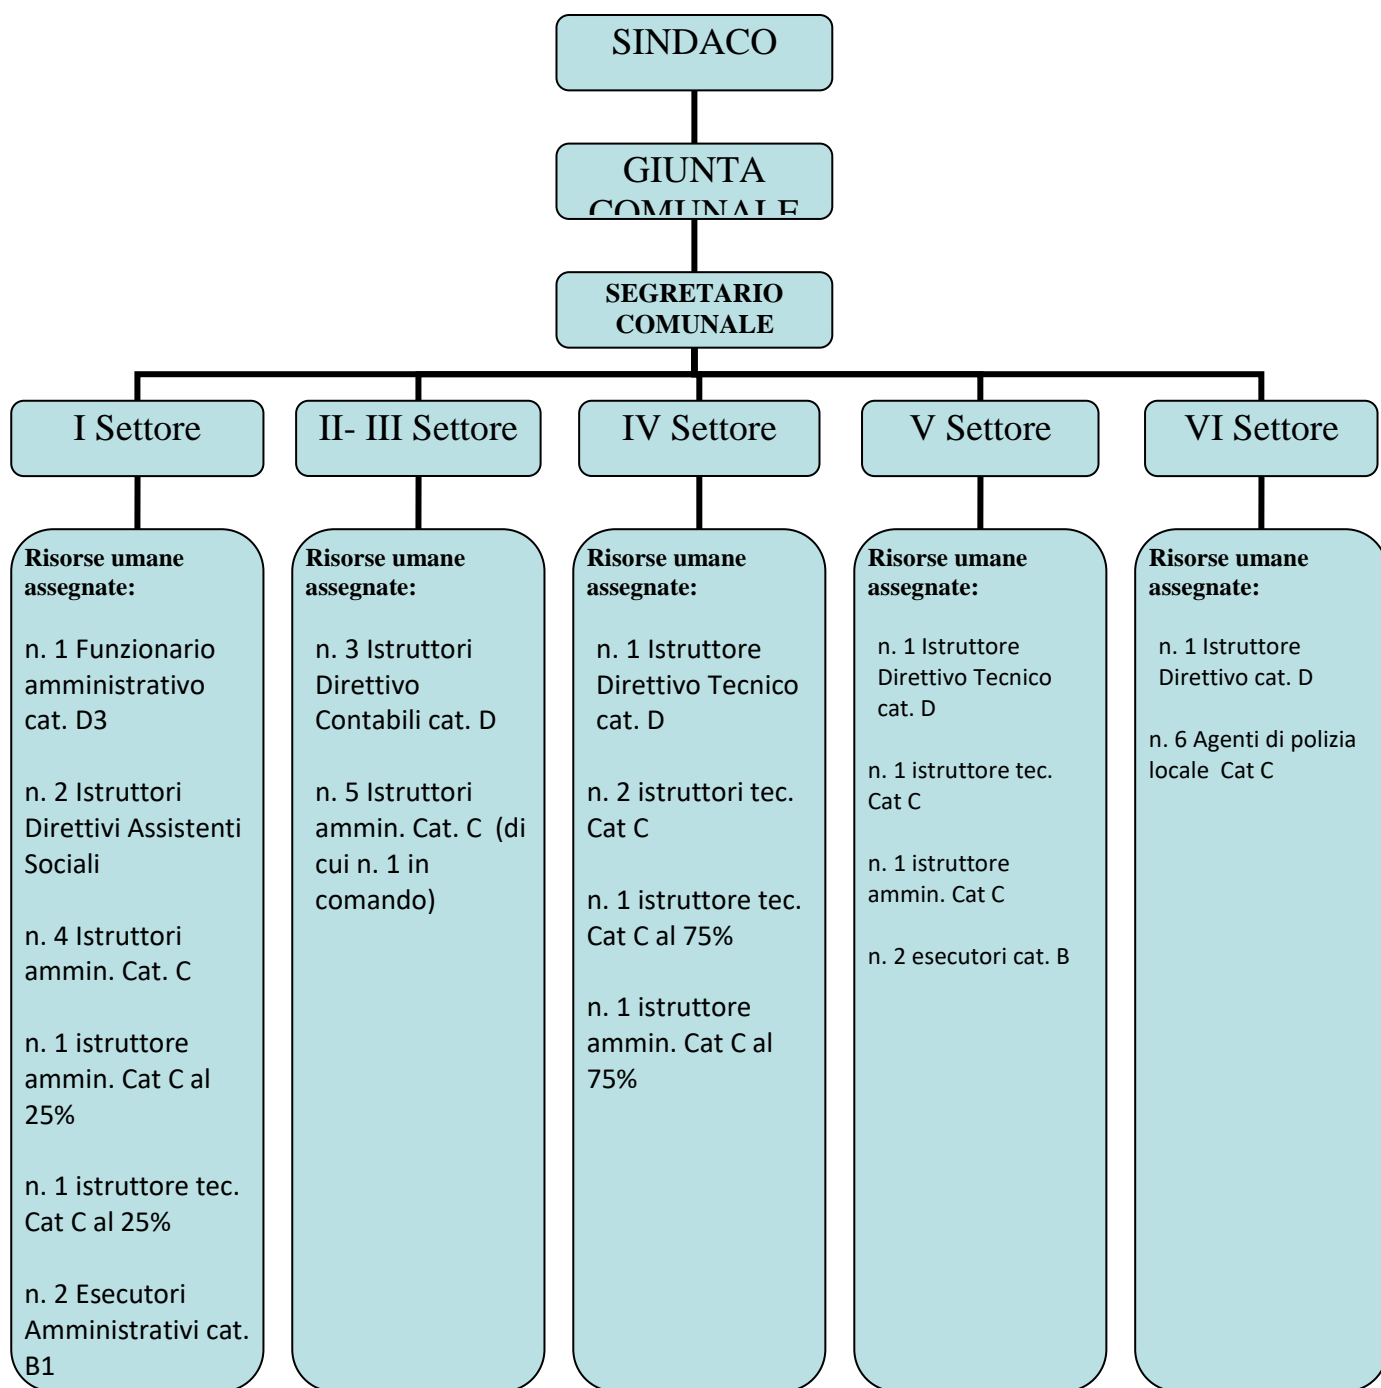 SINDACO
GIUNTA
COMUNALE
SEGRETARIO
COMUNALE
I Settore
II- III Settore
IV Settore
V Settore
VI Settore
Risorse umane
assegnate:
n. 1 Funzionario
amministrativo
cat. D3
n. 2 Istruttori
Direttivi Assistenti
Sociali
n. 4 Istruttori
ammin. Cat. C
n. 1 istruttore
ammin. Cat C al
25%
n. 1 istruttore tec.
Cat C al 25%
n. 2 Esecutori
Amministrativi cat.
B1
Risorse umane
assegnate:
n. 3 Istruttori
Direttivo
Contabili cat. D
n. 5 Istruttori
ammin. Cat. C  (di
cui n. 1 in
comando)
Risorse umane
assegnate:
n. 1 Istruttore
Direttivo Tecnico
cat. D
n. 2 istruttori tec.
Cat C
n. 1 istruttore tec.
Cat C al 75%
n. 1 istruttore
ammin. Cat C al
75%
Risorse umane
assegnate:
n. 1 Istruttore
Direttivo Tecnico
cat. D
n. 1 istruttore tec.
Cat C
n. 1 istruttore
ammin. Cat C
n. 2 esecutori cat. B
Risorse umane
assegnate:
n. 1 Istruttore
Direttivo cat. D
n. 6 Agenti di polizia
locale  Cat C